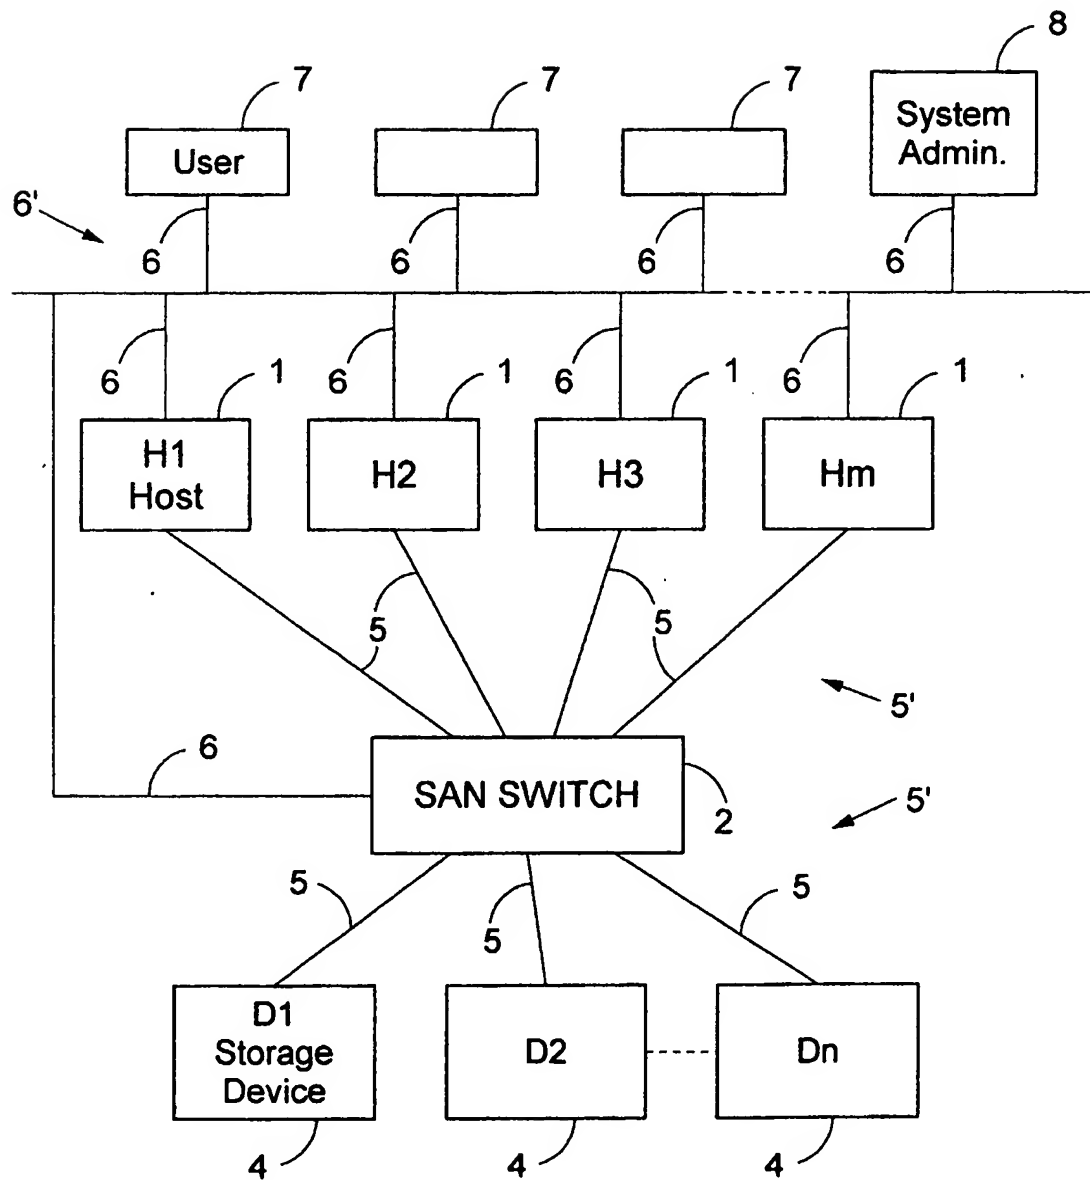 8
7 7 7
System
Admin.
User
6'
6 6 6 6
6 6 6 6
1 1 1 1
H1
Host
H2
H3
Hm
5 5
5'
6
SAN SWITCH
2
5'
5 5 5
D1
Storage
Device
D2
Dn
4 4 4